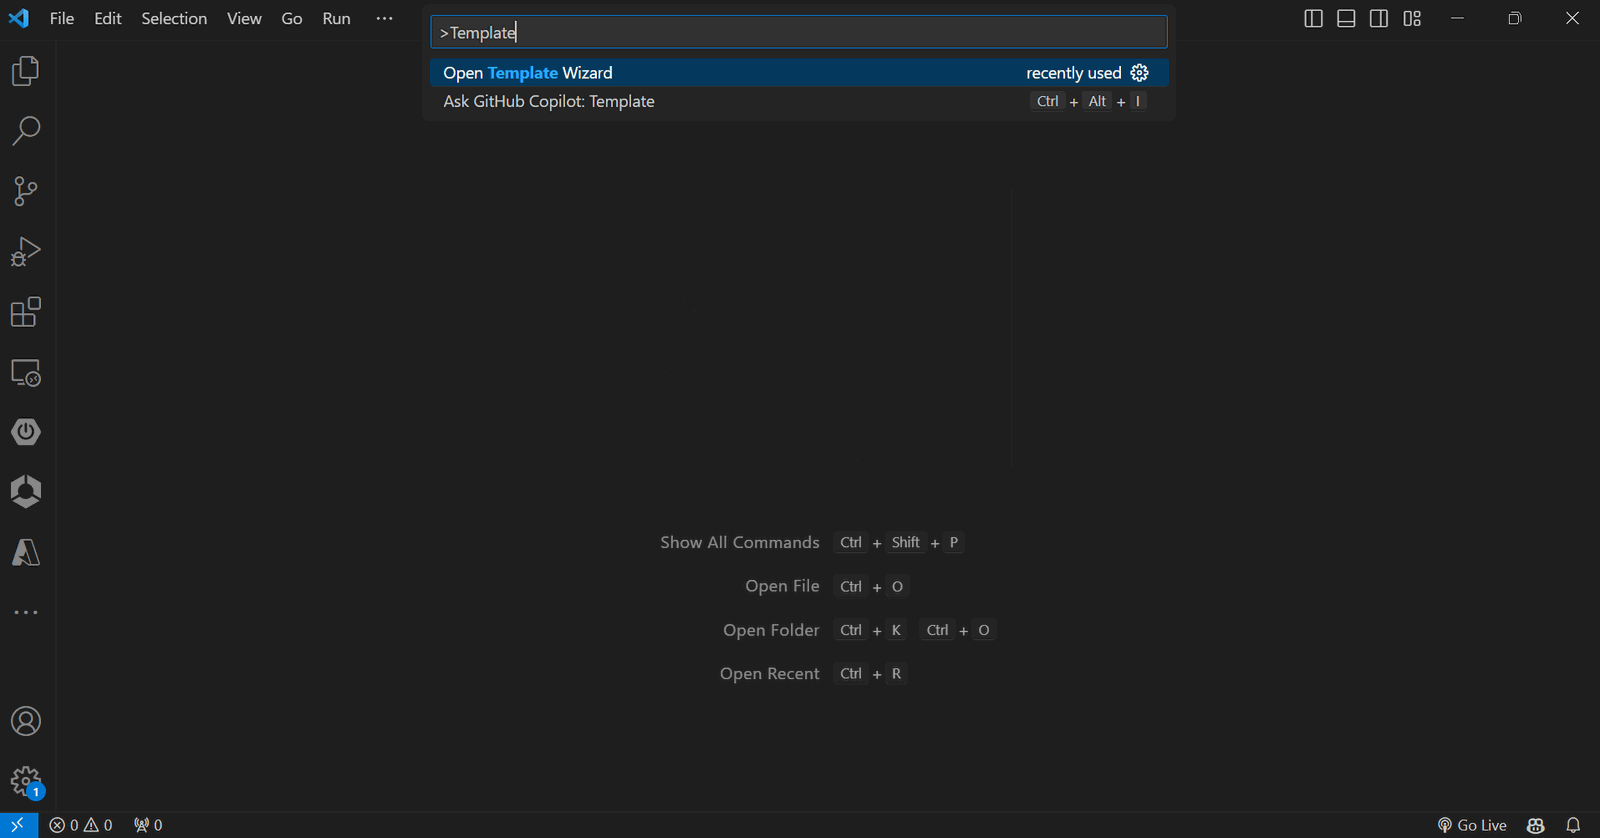 File Edit Selection View Go Run ···
>Template
Open Template Wizard recently used
Ask GitHub Copilot: Template Ctrl + Alt + I
Show All Commands Ctrl + Shift + P
Open File Ctrl + O
Open Folder Ctrl + K Ctrl + O
Open Recent Ctrl + R
1
0 0 0 Go Live